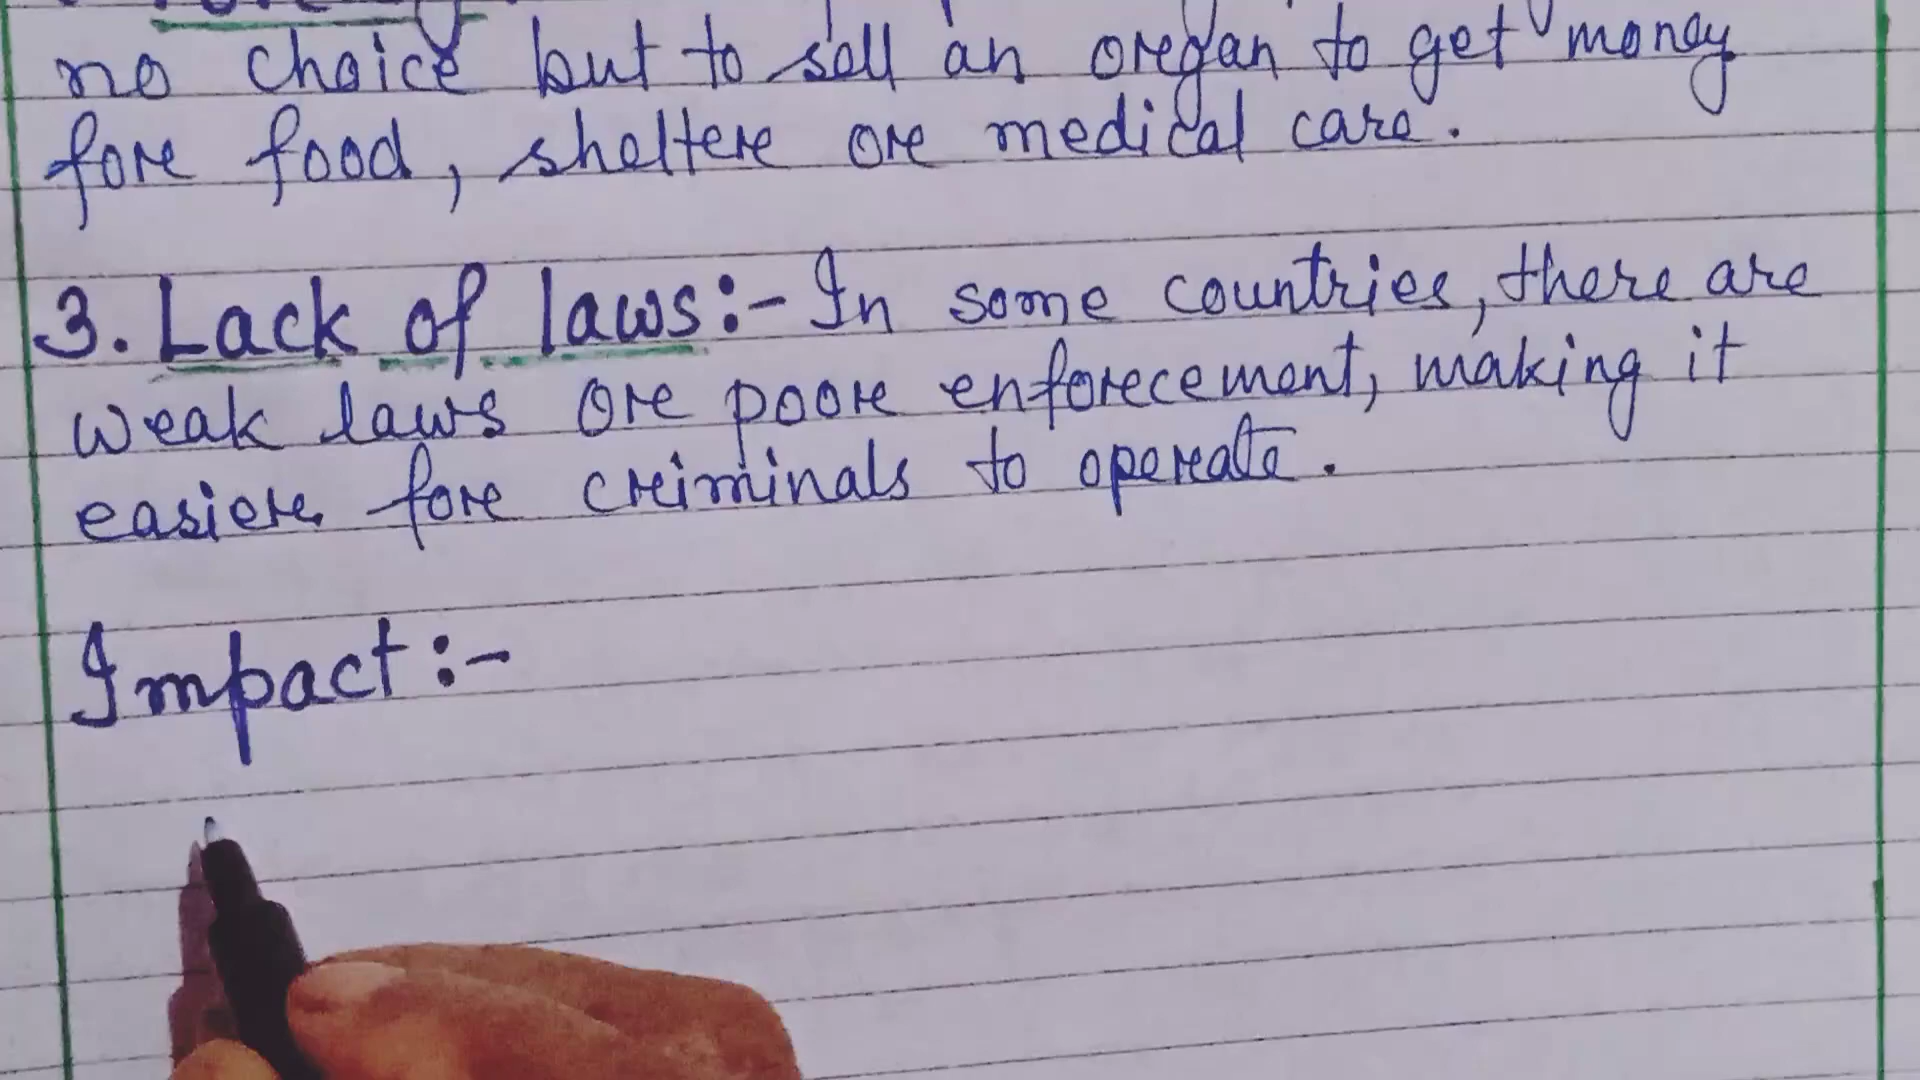 no choice but to sell an oregan to get money
fore food, sheltere ore medical care.
3. Lack of laws:- In some countries, there are
weak laws ore poore enforecement, making it
easiere fore creiminals to opereate.
Impact:-